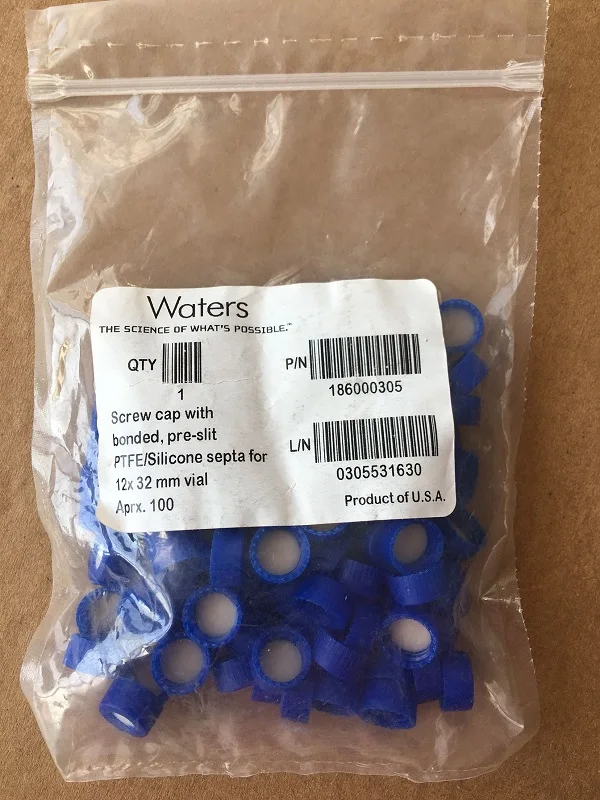 Waters
THE SCIENCE OF WHAT'S POSSIBLE.™
QTY
1
P/N
186000305
Screw cap with
bonded, pre-slit
PTFE/Silicone septa for
12x 32 mm vial
Aprx. 100
L/N
0305531630
Product of U.S.A.